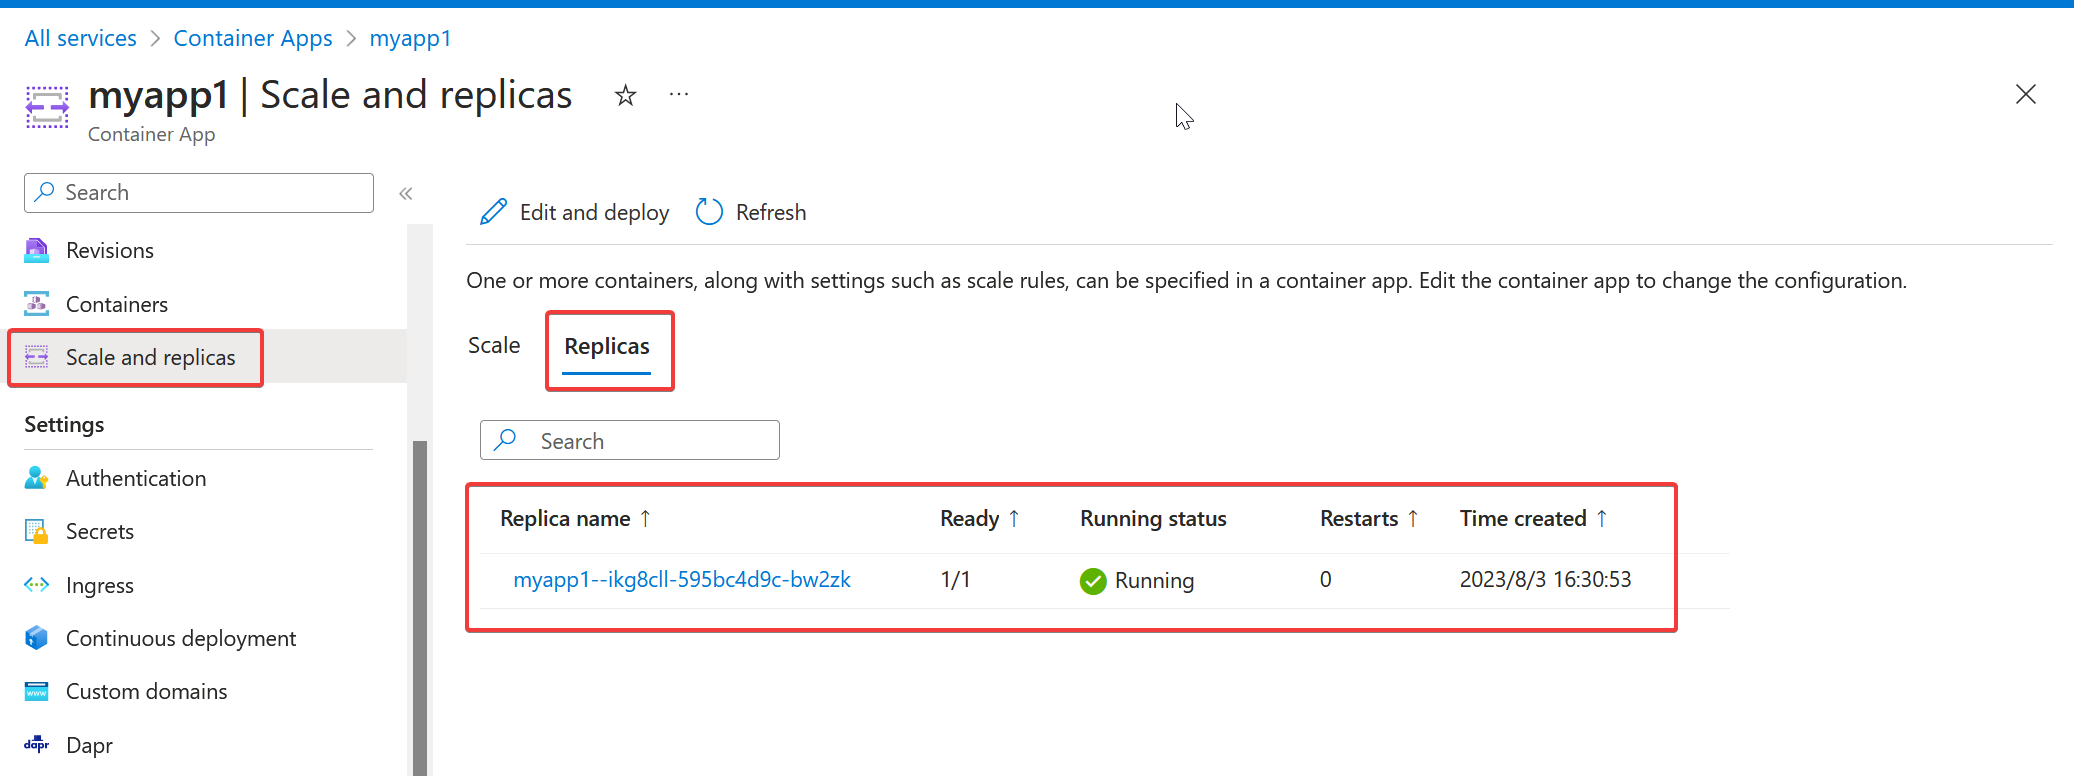 All services > Container Apps > myapp1
myapp1 | Scale and replicas ☆ ...
Container App
Search «
Edit and deploy Refresh
Revisions
Containers
Scale and replicas
Settings
Authentication
Secrets
Ingress
Continuous deployment
www
Custom domains
dapr
Dapr
One or more containers, along with settings such as scale rules, can be specified in a container app. Edit the container app to change the configuration.
Scale Replicas
Search
Replica name ↑ Ready ↑ Running status Restarts ↑ Time created ↑
myapp1--ikg8cll-595bc4d9c-bw2zk 1/1 Running 0 2023/8/3 16:30:53